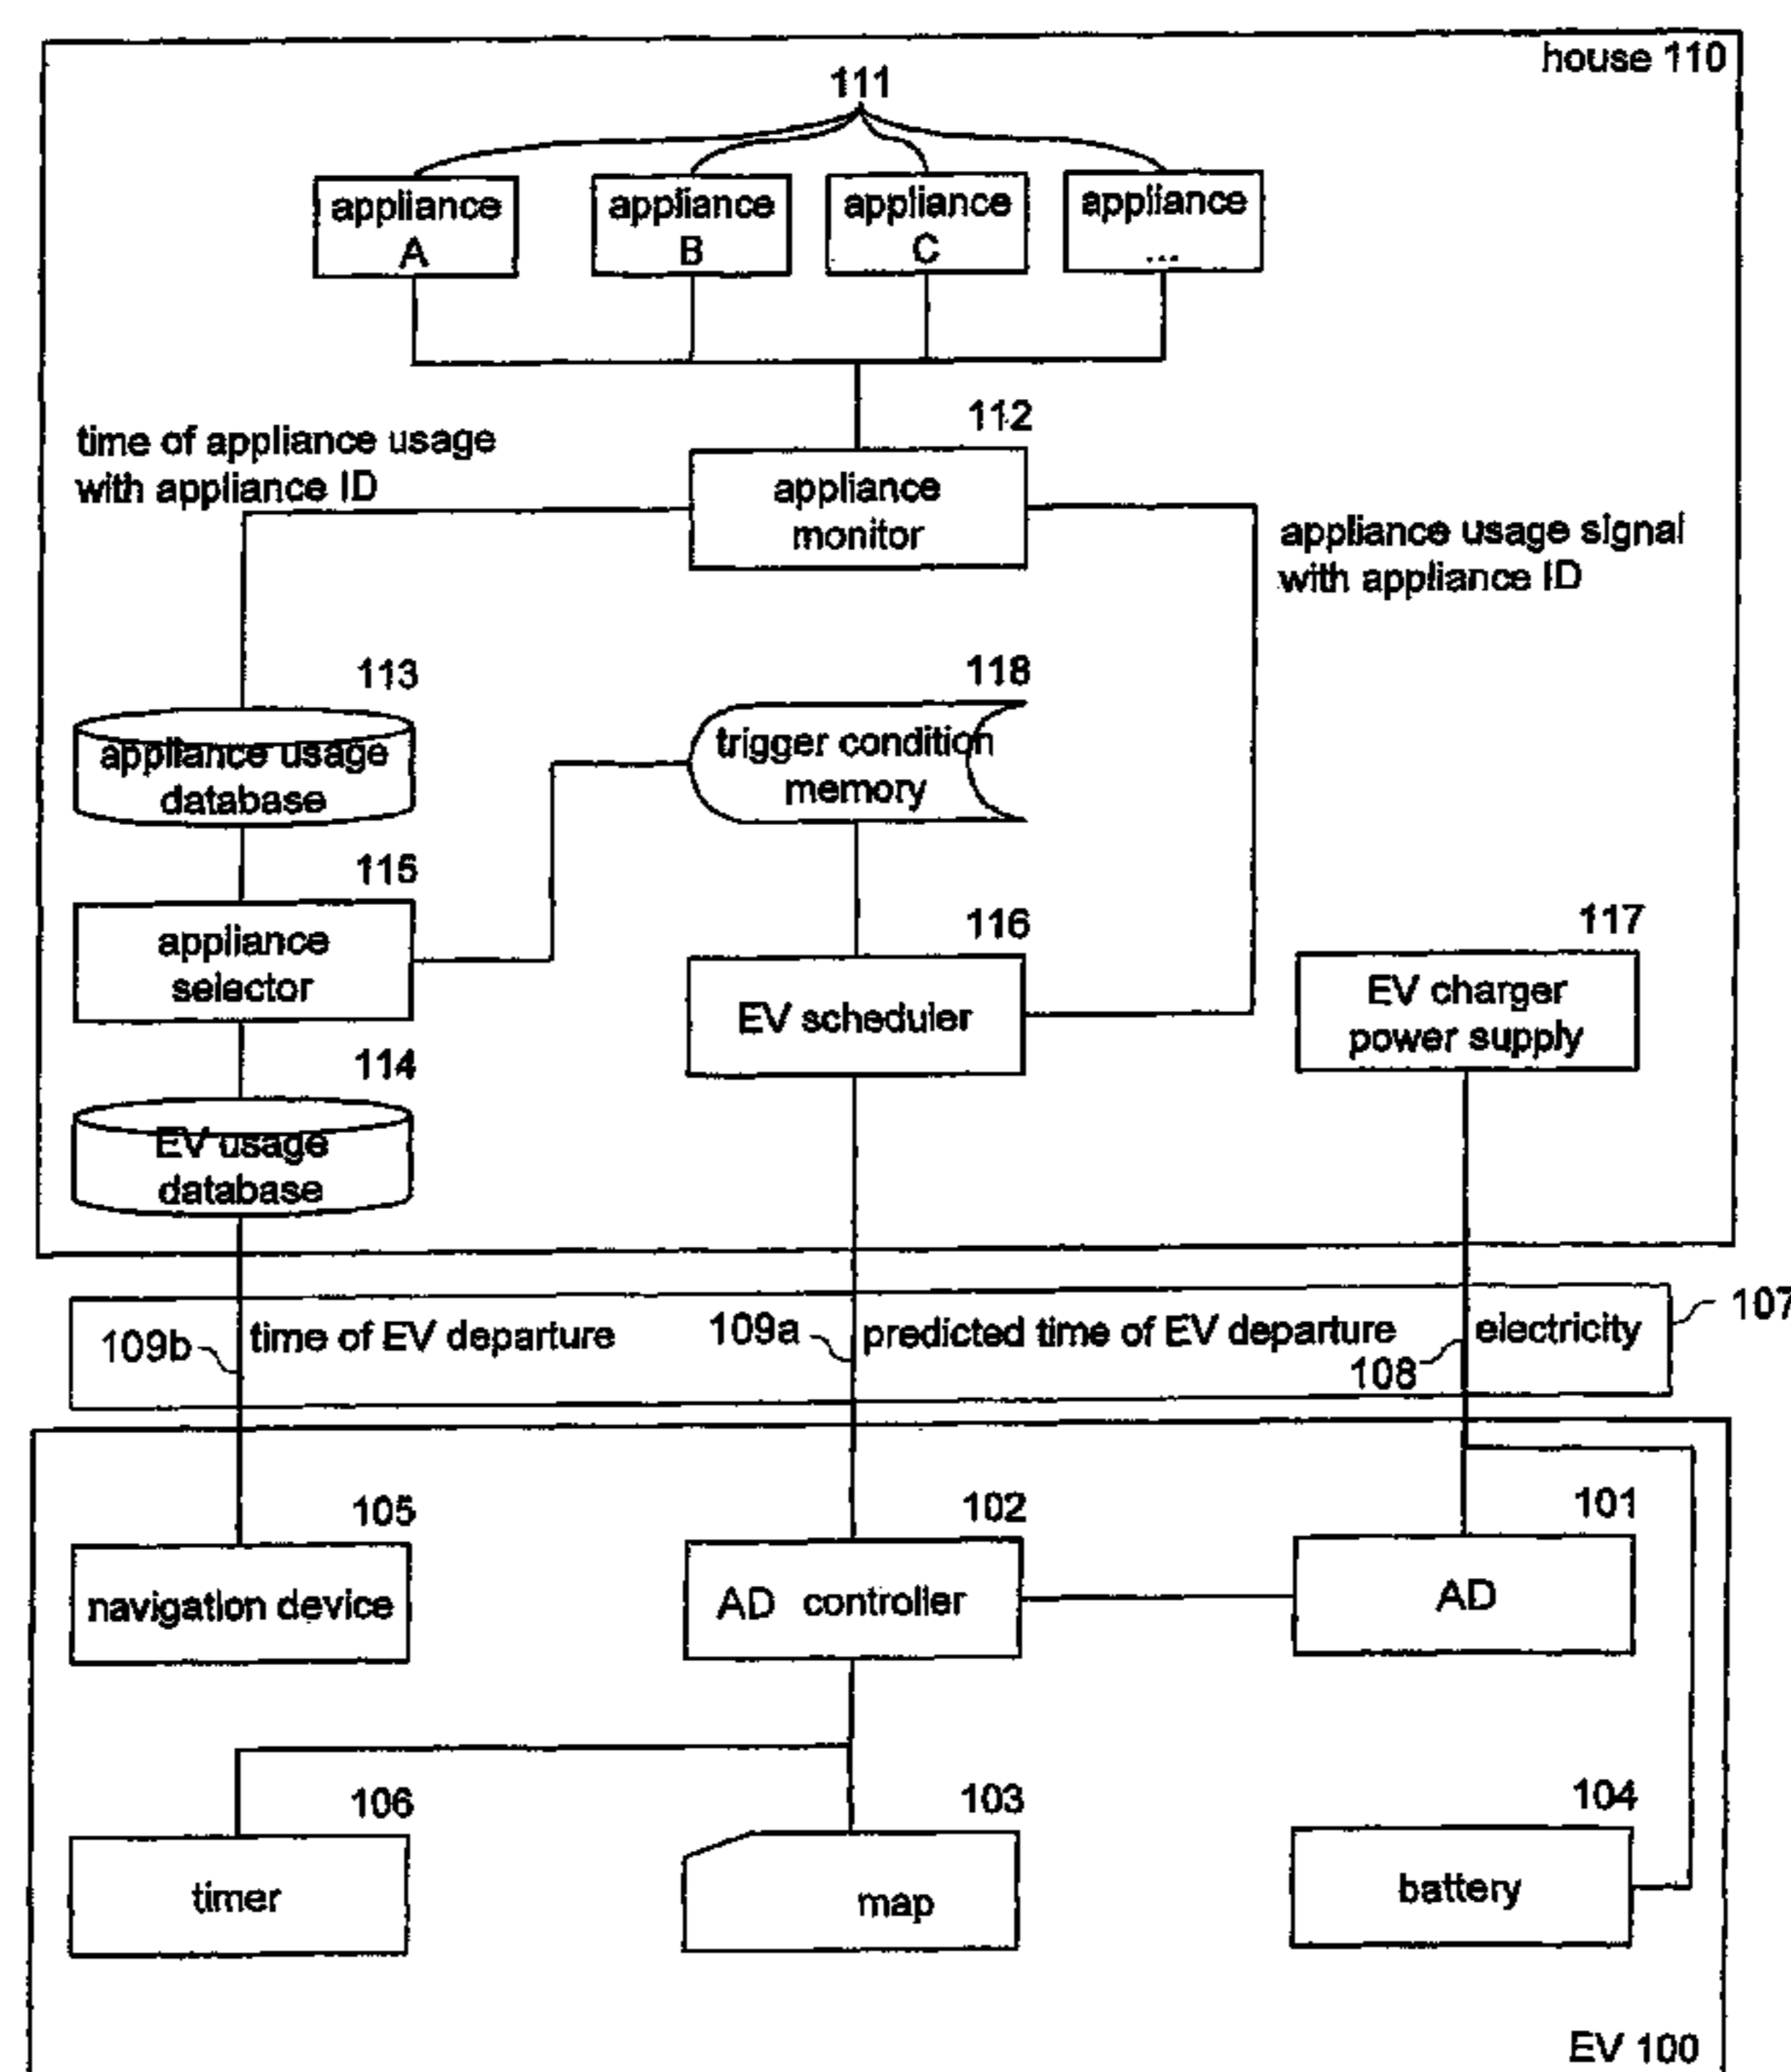 house 110
111
appliance
A
appliance
B
appliance
C
appliance
...
112
time of appliance usage
with appliance ID
appliance
monitor
appliance usage signal
with appliance ID
113
118
appliance usage
database
trigger condition
memory
115
116
117
appliance
selector
EV scheduler
EV charger
power supply
114
EV usage
database
107
109b
time of EV departure
109a
predicted time of EV departure
108
electricity
105
102
101
navigation device
AD controller
AD
106
103
104
timer
map
battery
EV 100